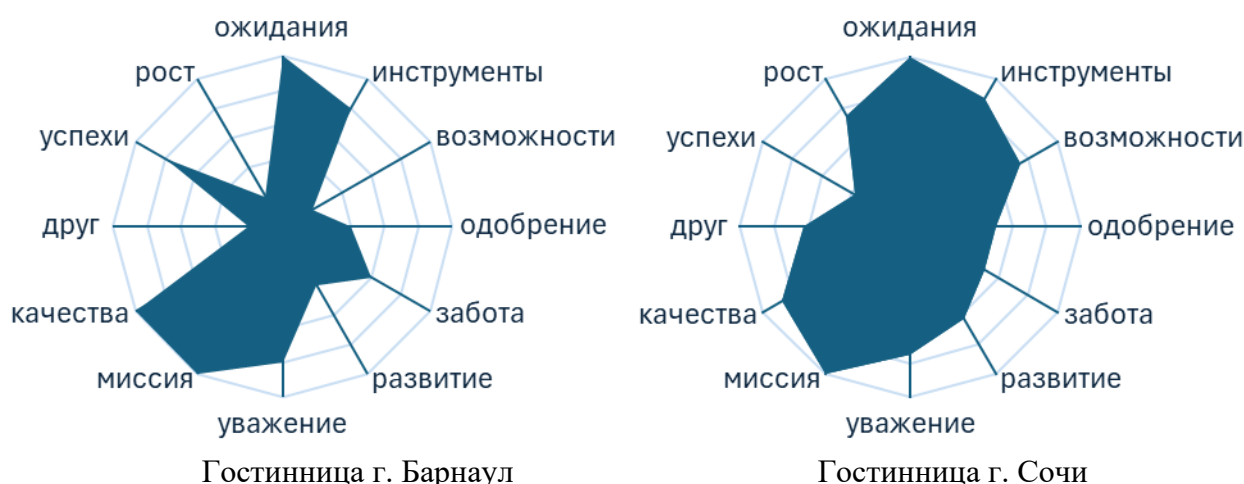 ожидания
рост
инструменты
успехи
возможности
друг
одобрение
качества
забота
миссия
развитие
уважение
Гостинница г. Барнаул
ожидания
рост
инструменты
успехи
возможности
друг
одобрение
качества
забота
миссия
развитие
уважение
Гостинница г. Сочи